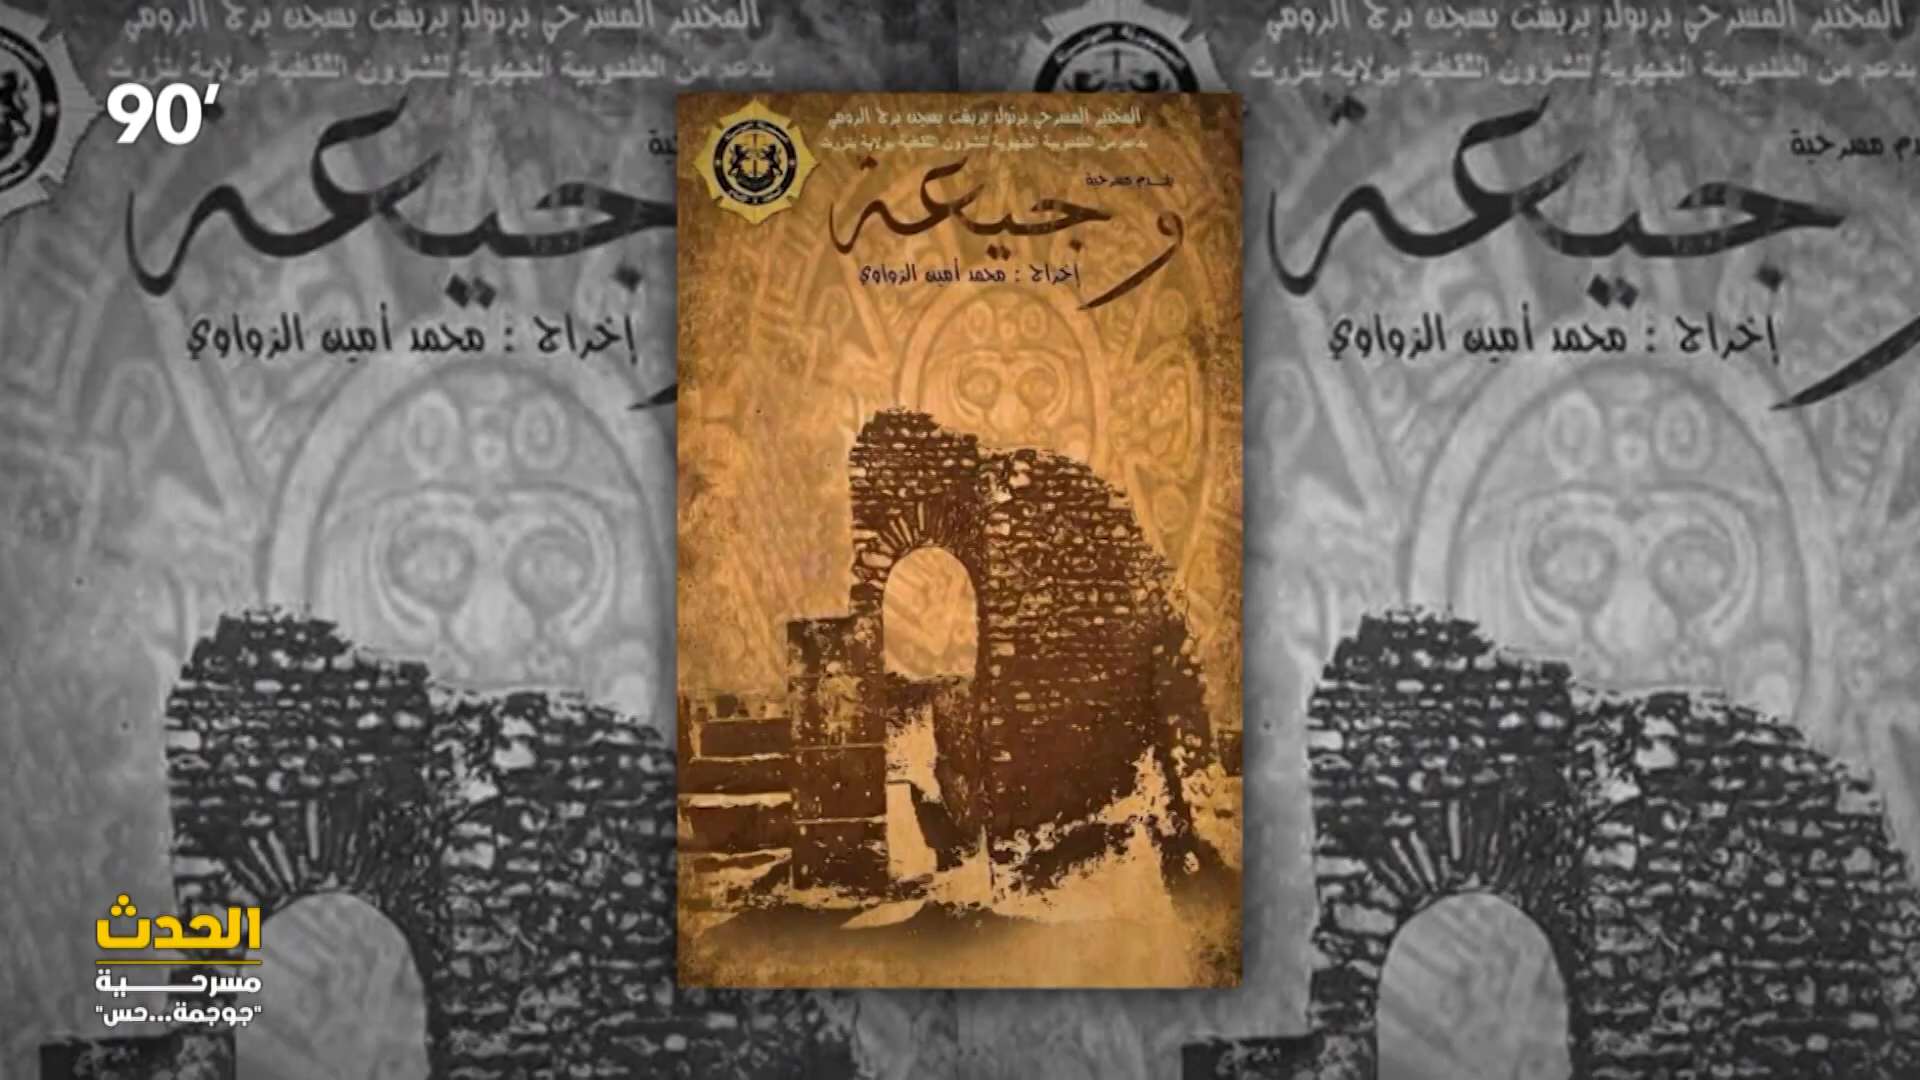 90’
المختبر المسرحي برتولد بريشت بسجن برج الرومي
بدعم من المندوبية الجهوية للشؤون الثقافية بولاية بنزرت
يقدم مسرحية
وجيعة
إخراج : محمد أمين الزواوي
الحدث
مسرحية
"جوجمة...حس"